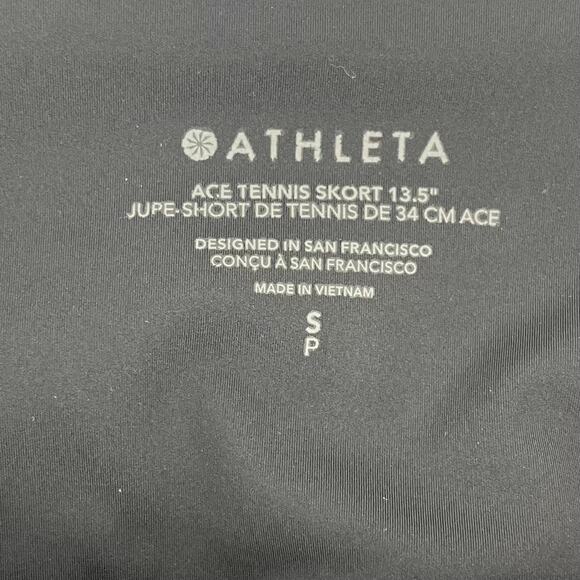 ATHLETA
ACE TENNIS SKORT 13.5"
JUPE-SHORT DE TENNIS DE 34 CM ACE
DESIGNED IN SAN FRANCISCO
CONÇU À SAN FRANCISCO
MADE IN VIETNAM
S
P